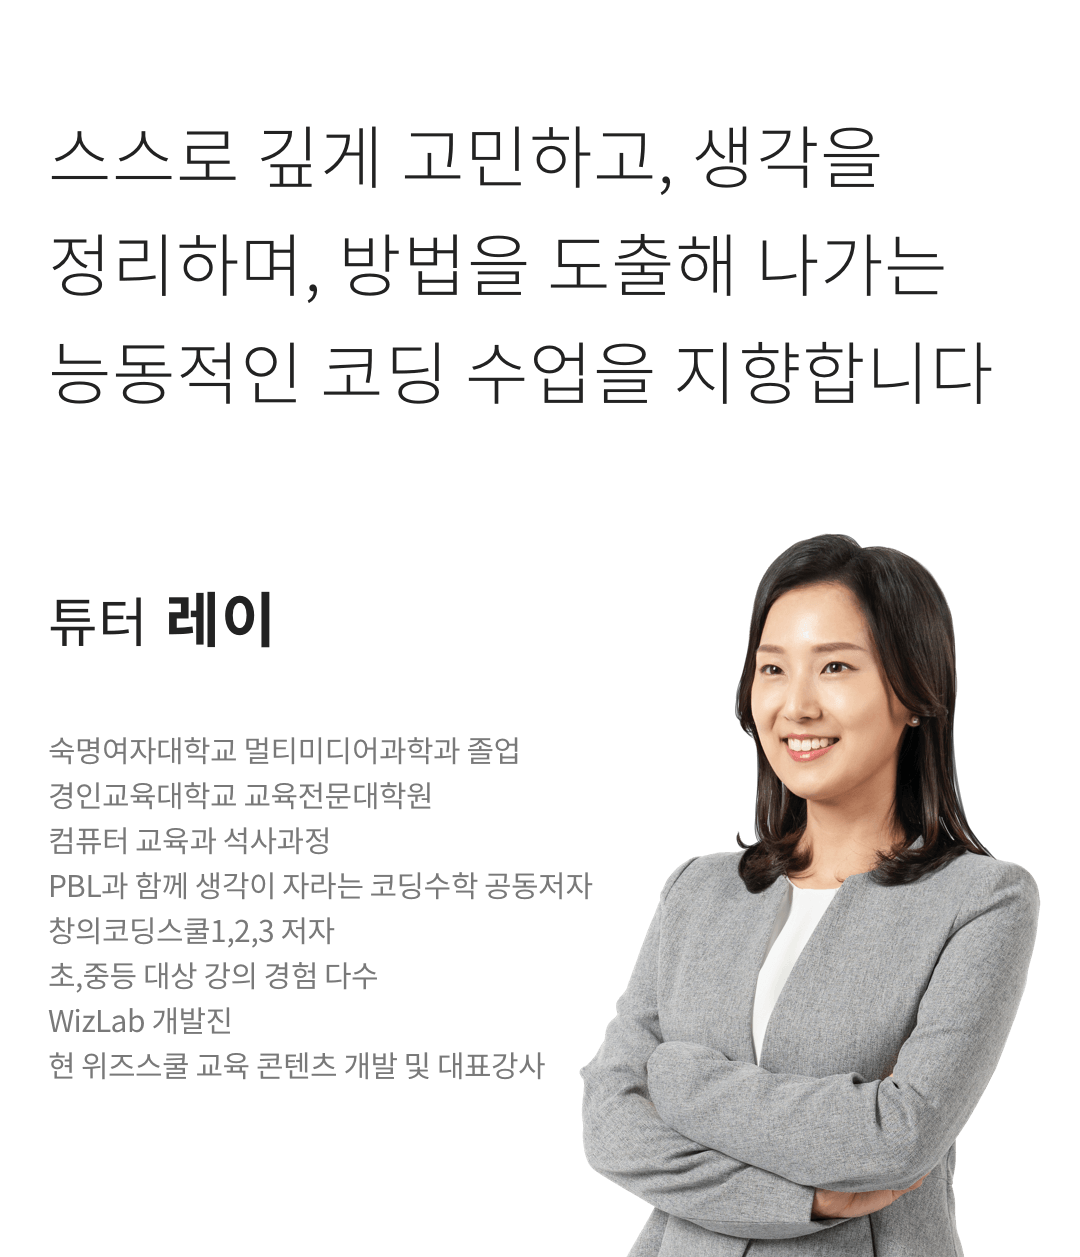 스스로 깊게 고민하고, 생각을
정리하며, 방법을 도출해 나가는
능동적인 코딩 수업을 지향합니다
튜터 레이
숙명여자대학교 멀티미디어과학과 졸업
경인교육대학교 교육전문대학원
컴퓨터 교육과 석사과정
PBL과 함께 생각이 자라는 코딩수학 공동저자
창의코딩스쿨1,2,3 저자
초,중등 대상 강의 경험 다수
WizLab 개발진
현 위즈스쿨 교육 콘텐츠 개발 및 대표강사